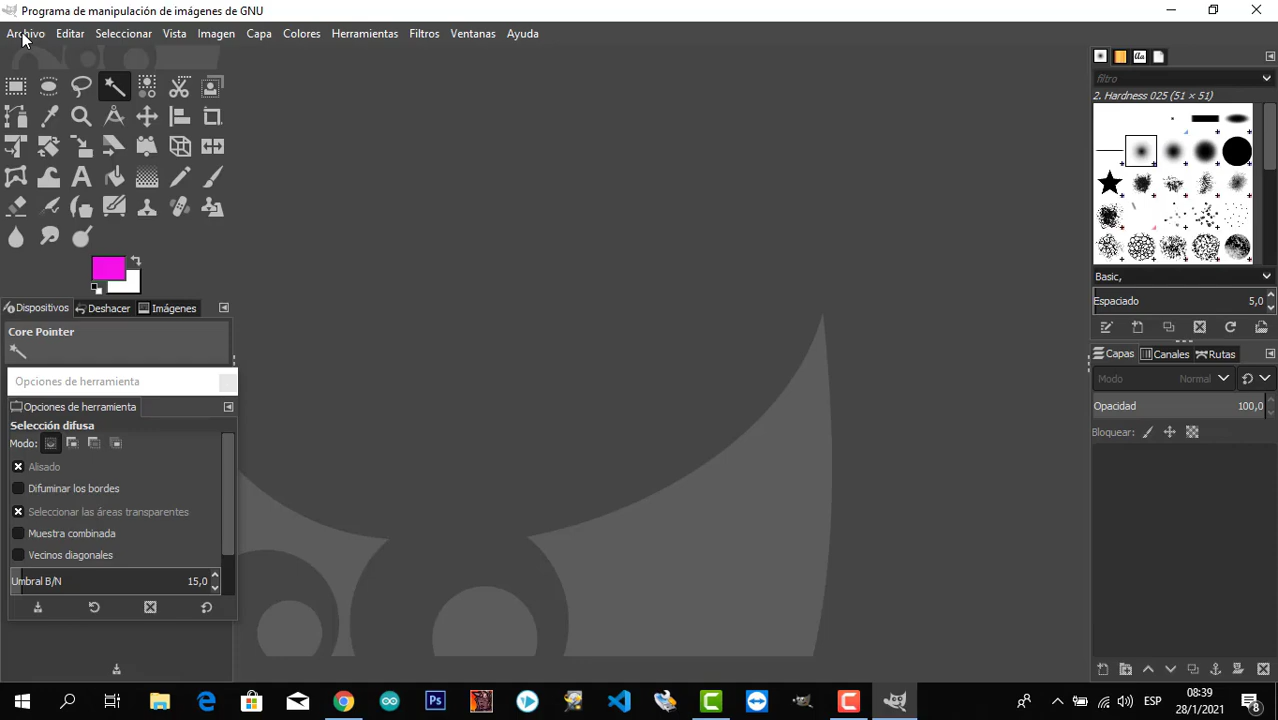 Programa de manipulación de imágenes de GNU
Archivo Editar Seleccionar Vista Imagen Capa Colores Herramientas Filtros Ventanas Ayuda
filtro
2. Hardness 025 (51 × 51)
Basic,
Espaciado 5,0
Dispositivos Deshacer Imágenes
Core Pointer
Opciones de herramienta
Opciones de herramienta
Selección difusa
Modo:
Alisado
Difuminar los bordes
Seleccionar las áreas transparentes
Muestra combinada
Vecinos diagonales
Umbral B/N 15,0
Capas Canales Rutas
Modo Normal
Opacidad 100,0
Bloquear:
ESP
08:39
28/1/2021
8